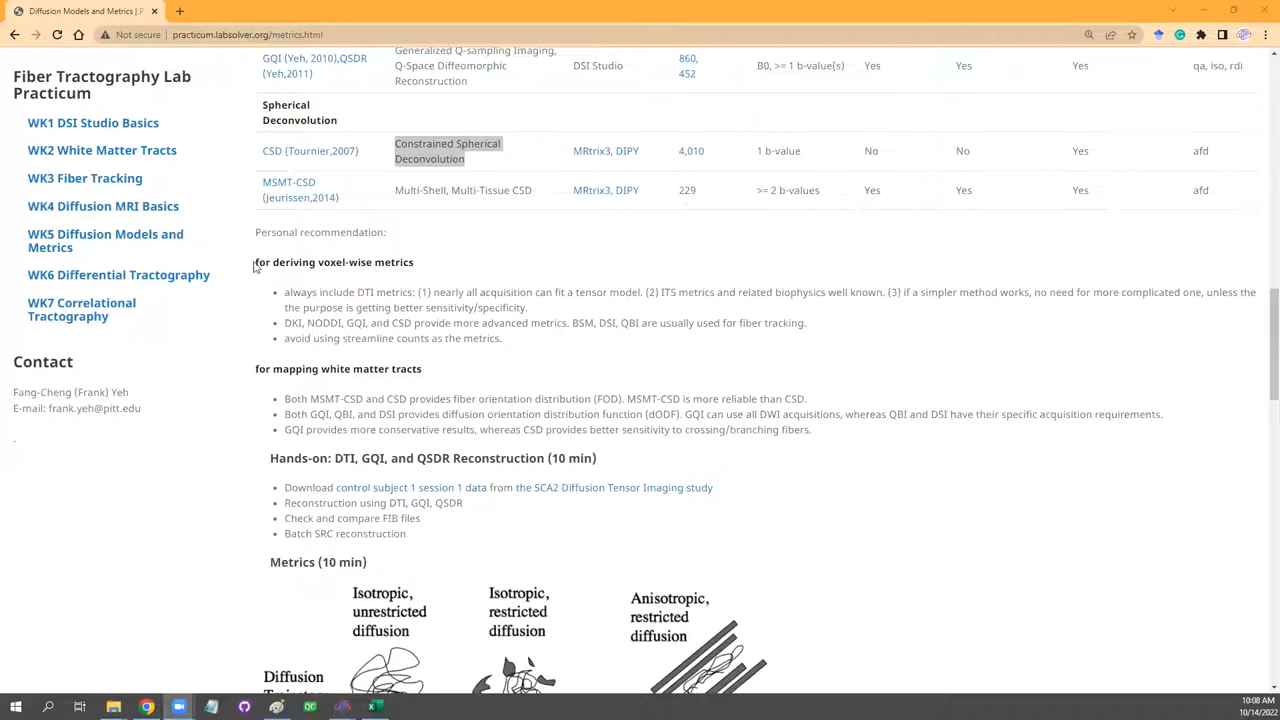 Diffusion Models and Metrics |
Not secure | practicum.labsolver.org/metrics.html
Fiber Tractography Lab
Practicum
WK1 DSI Studio Basics
WK2 White Matter Tracts
WK3 Fiber Tracking
WK4 Diffusion MRI Basics
WK5 Diffusion Models and
Metrics
WK6 Differential Tractography
WK7 Correlational
Tractography
Contact
Fang-Cheng (Frank) Yeh
E-mail: frank.yeh@pitt.edu
.
GQI (Yeh, 2010),QSDR
(Yeh,2011)
Generalized Q-sampling Imaging,
Q-Space Diffeomorphic
Reconstruction
DSI Studio
860,
452
B0, >= 1 b-value(s)
Yes
Yes
Yes
qa, iso, rdi
Spherical
Deconvolution
CSD (Tournier,2007)
Constrained Spherical
Deconvolution
MRtrix3, DIPY
4,010
1 b-value
No
No
Yes
afd
MSMT-CSD
(Jeurissen,2014)
Multi-Shell, Multi-Tissue CSD
MRtrix3, DIPY
229
>= 2 b-values
Yes
Yes
Yes
afd
Personal recommendation:
for deriving voxel-wise metrics
• always include DTI metrics: (1) nearly all acquisition can fit a tensor model. (2) ITS metrics and related biophysics well known. (3) if a simpler method works, no need for more complicated one, unless the
the purpose is getting better sensitivity/specificity.
• DKI, NODDI, GQI, and CSD provide more advanced metrics. BSM, DSI, QBI are usually used for fiber tracking.
• avoid using streamline counts as the metrics.
for mapping white matter tracts
• Both MSMT-CSD and CSD provides fiber orientation distribution (FOD). MSMT-CSD is more reliable than CSD.
• Both GQI, QBI, and DSI provides diffusion orientation distribution function (dODF). GQI can use all DWI acquisitions, whereas QBI and DSI have their specific acquisition requirements.
• GQI provides more conservative results, whereas CSD provides better sensitivity to crossing/branching fibers.
Hands-on: DTI, GQI, and QSDR Reconstruction (10 min)
• Download control subject 1 session 1 data from the SCA2 Diffusion Tensor Imaging study
• Reconstruction using DTI, GQI, QSDR
• Check and compare FIB files
• Batch SRC reconstruction
Metrics (10 min)
Isotropic,
unrestricted
diffusion
Isotropic,
restricted
diffusion
Anisotropic,
restricted
diffusion
Diffusion
10:08 AM
10/14/2022